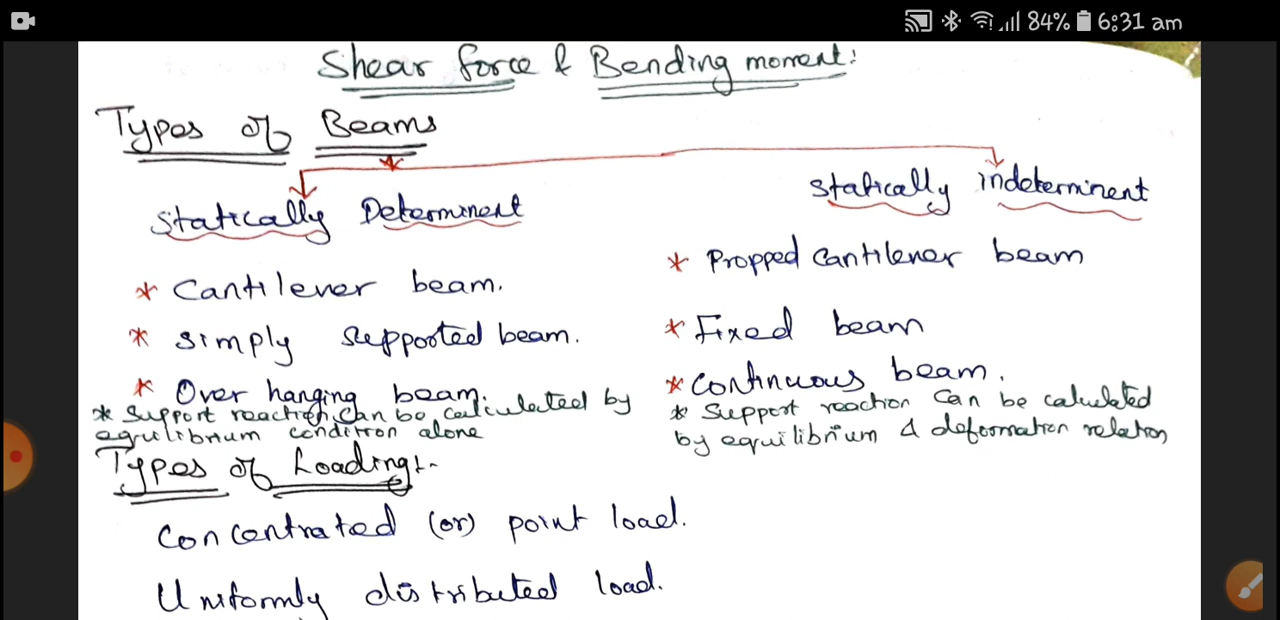 84% 6:31 am
Shear force & Bending moment:
Types of Beams
Statically Determinent
* Cantilever beam.
* Simply supported beam.
* Over hanging beam.
* Support reaction can be calculated by
equilibrium condition alone
Statically indeterminent
* Propped cantilever beam
* Fixed beam
* Continuous beam.
* Support reaction can be calculated
by equilibrium & deformation relation
Types of Loading:-
Concentrated (or) point load.
Uniformly distributed load.